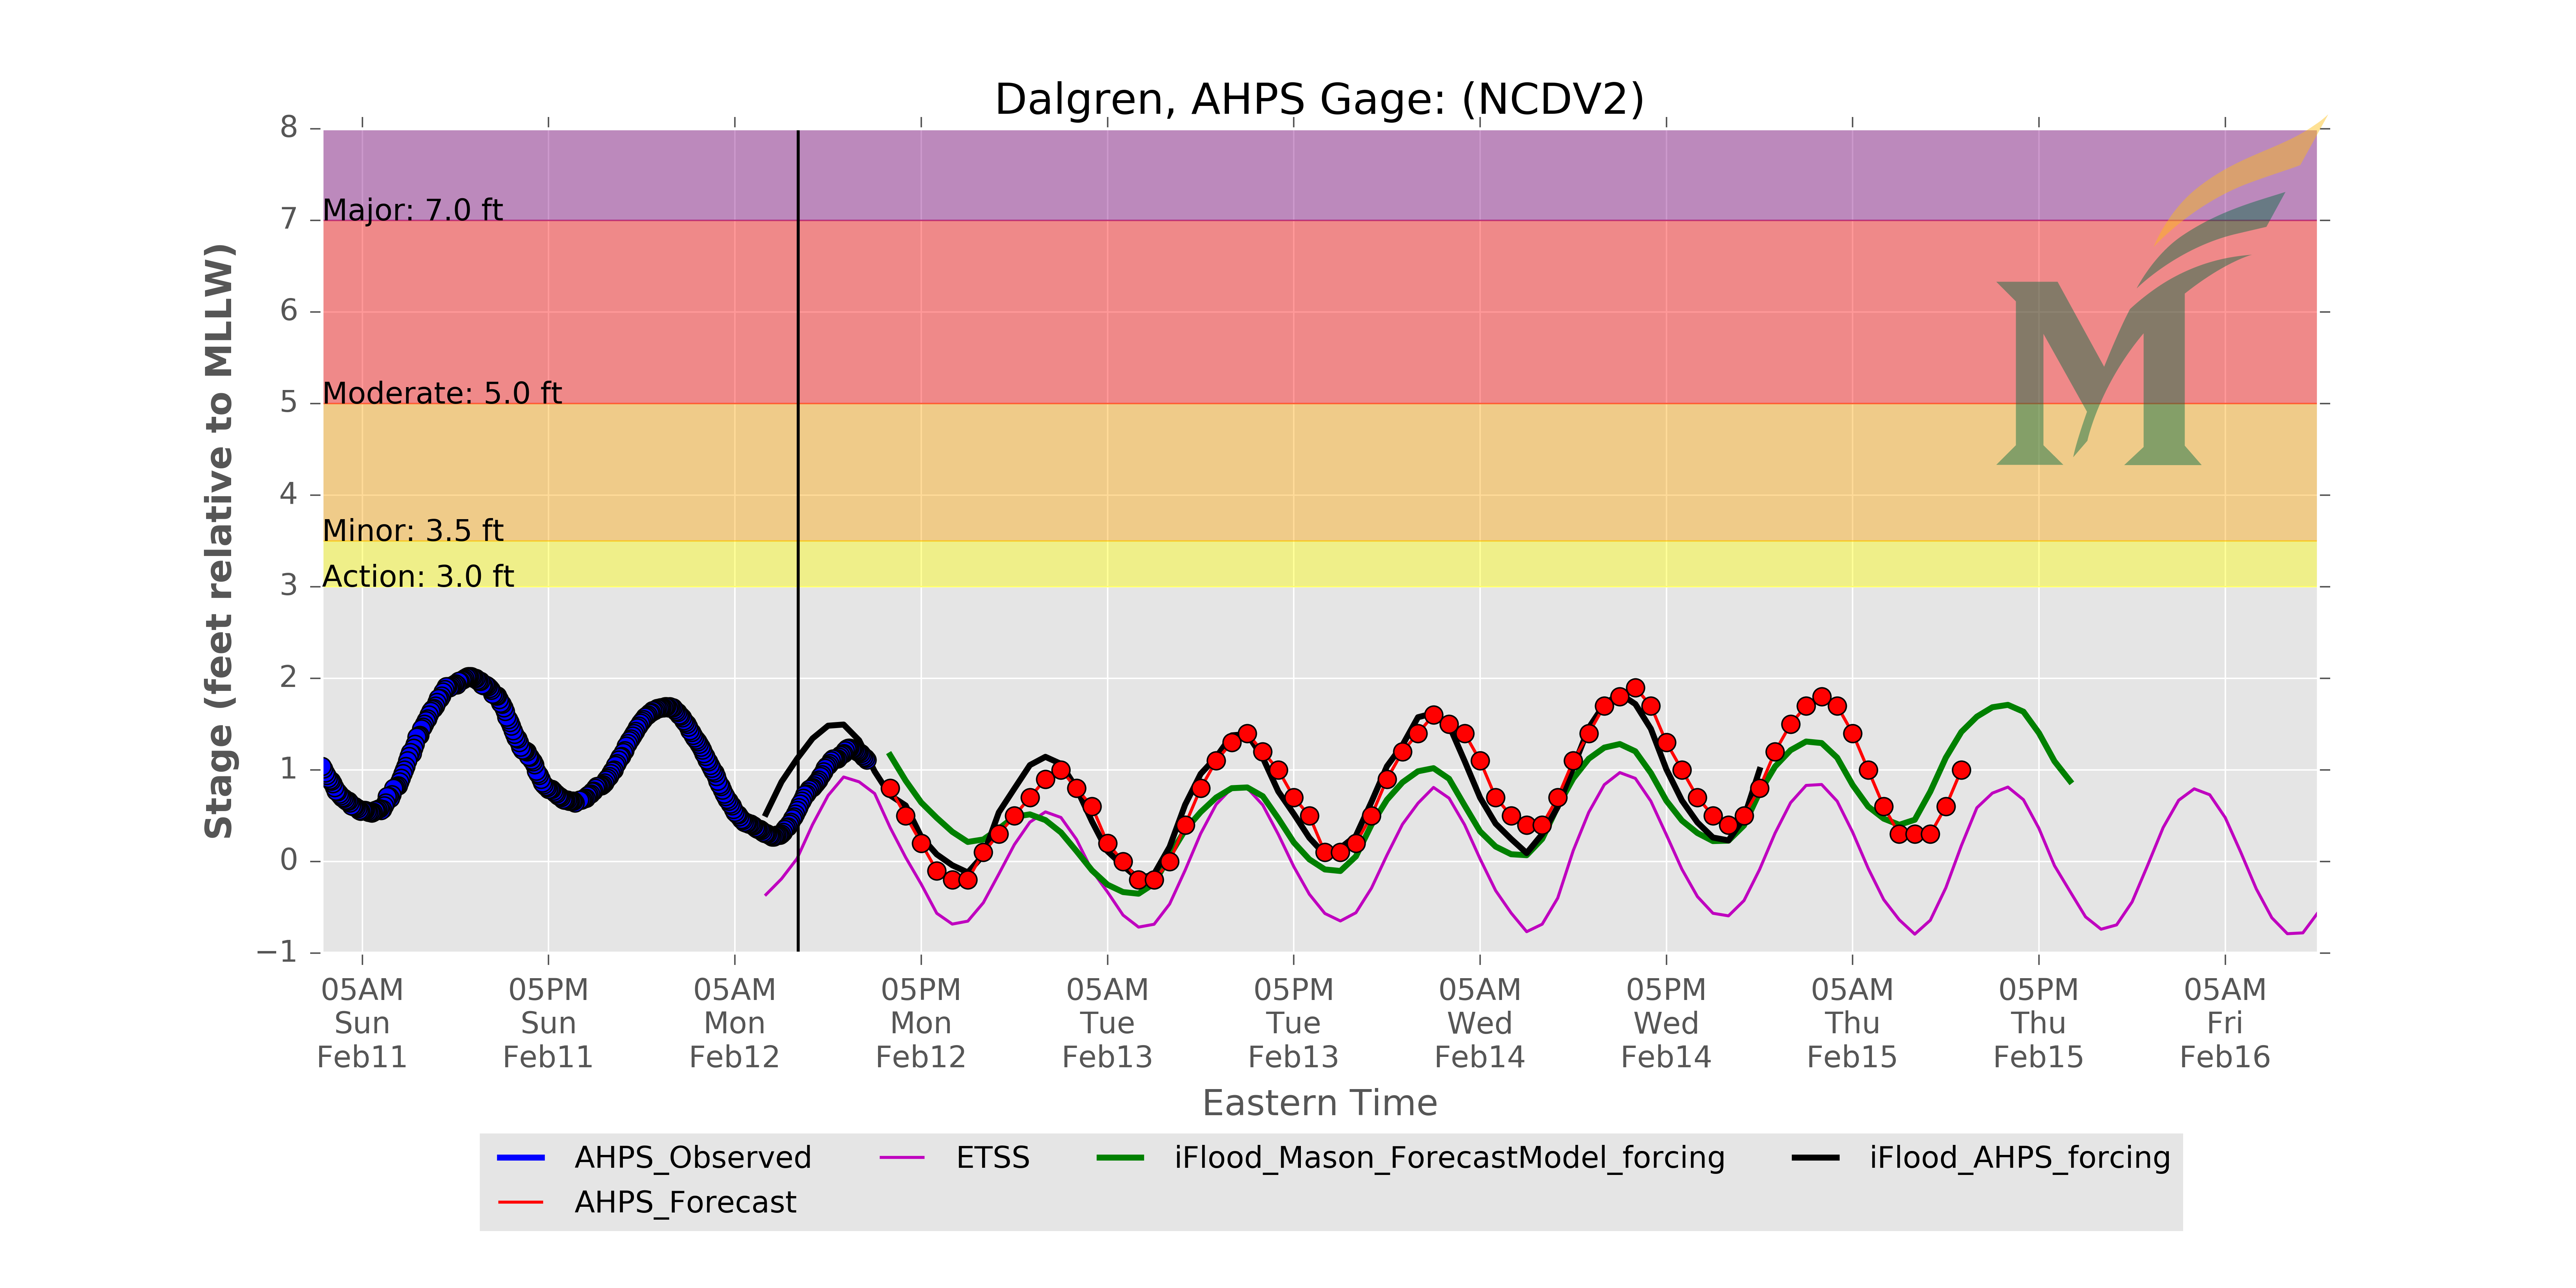 Dalgren, AHPS Gage: (NCDV2)
8
7
6
5
4
3
2
1
0
−1
Stage (feet relative to MLLW)
Major: 7.0 ft
Moderate: 5.0 ft
Minor: 3.5 ft
Action: 3.0 ft
M
05AM Sun Feb11
05PM Sun Feb11
05AM Mon Feb12
05PM Mon Feb12
05AM Tue Feb13
05PM Tue Feb13
05AM Wed Feb14
05PM Wed Feb14
05AM Thu Feb15
05PM Thu Feb15
05AM Fri Feb16
Eastern Time
AHPS_Observed
AHPS_Forecast
ETSS
iFlood_Mason_ForecastModel_forcing
iFlood_AHPS_forcing